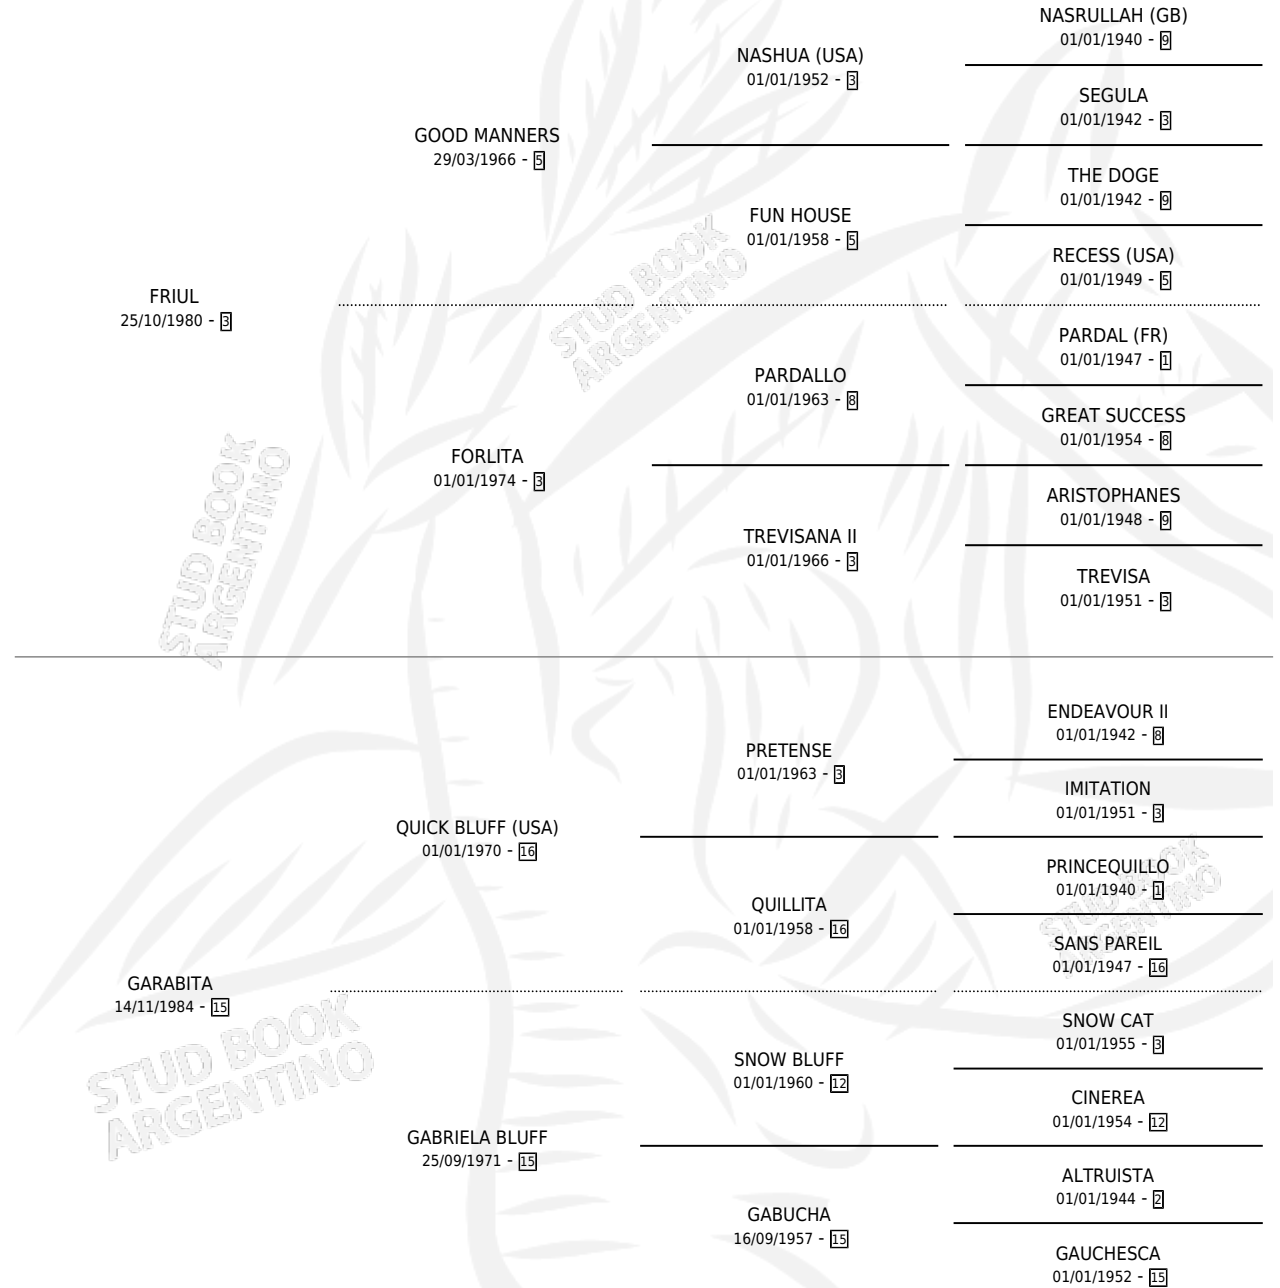 NASRULLAH (GB)
01/01/1940 - 9
NASHUA (USA)
01/01/1952 - 3
SEGULA
01/01/1942 - 3
GOOD MANNERS
29/03/1966 - 5
THE DOGE
01/01/1942 - 9
FUN HOUSE
01/01/1958 - 5
RECESS (USA)
01/01/1949 - 5
FRIUL
25/10/1980 - 3
PARDAL (FR)
01/01/1947 - 1
PARDALLO
01/01/1963 - 8
GREAT SUCCESS
01/01/1954 - 8
FORLITA
01/01/1974 - 3
ARISTOPHANES
01/01/1948 - 9
TREVISANA II
01/01/1966 - 3
TREVISA
01/01/1951 - 3
ENDEAVOUR II
01/01/1942 - 8
PRETENSE
01/01/1963 - 3
IMITATION
01/01/1951 - 3
QUICK BLUFF (USA)
01/01/1970 - 16
PRINCEQUILLO
01/01/1940 - 1
QUILLITA
01/01/1958 - 16
SANS PAREIL
01/01/1947 - 16
GARABITA
14/11/1984 - 15
SNOW CAT
01/01/1955 - 3
SNOW BLUFF
01/01/1960 - 12
CINEREA
01/01/1954 - 12
GABRIELA BLUFF
25/09/1971 - 15
ALTRUISTA
01/01/1944 - 2
GABUCHA
16/09/1957 - 15
GAUCHESCA
01/01/1952 - 15
STUD BOOK
ARGENTINO
STUD BOOK
ARGENTINO
STUD BOOK
ARGENTINO
STUD BOOK
ARGENTINO